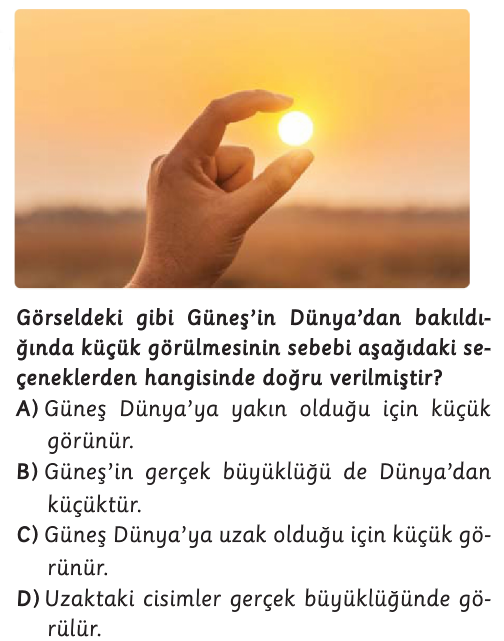 Görseldeki gibi Güneş’in Dünya’dan bakıldı-
ğında küçük görülmesinin sebebi aşağıdaki se-
çeneklerden hangisinde doğru verilmiştir?
A) Güneş Dünya’ya yakın olduğu için küçük
görünür.
B) Güneş’in gerçek büyüklüğü de Dünya’dan
küçüktür.
C) Güneş Dünya’ya uzak olduğu için küçük gö-
rünür.
D) Uzaktaki cisimler gerçek büyüklüğünde gö-
rülür.